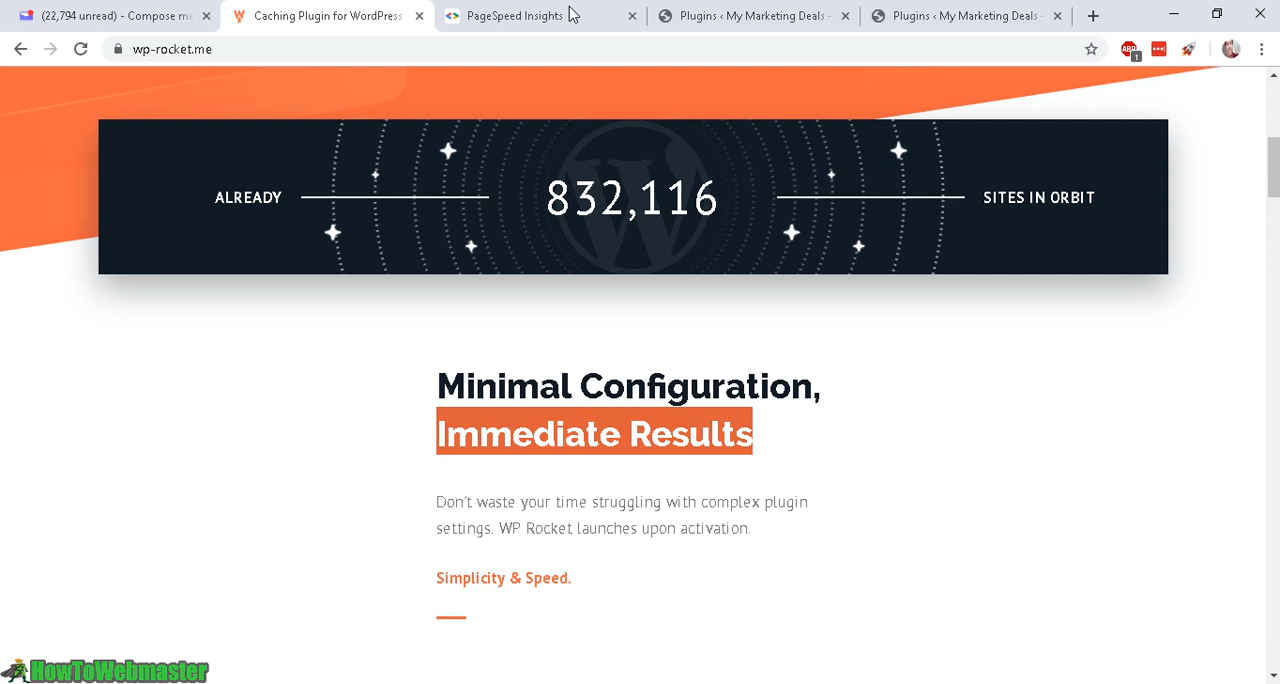 (22,794 unread) - Compose me
Caching Plugin for WordPress
PageSpeed Insights
Plugins ‹ My Marketing Deals –
Plugins ‹ My Marketing Deals –
wp-rocket.me
ABP
1
ALREADY
832,116
SITES IN ORBIT
Minimal Configuration,
Immediate Results
Don't waste your time struggling with complex plugin
settings. WP Rocket launches upon activation.
Simplicity & Speed.
HowToWebmaster